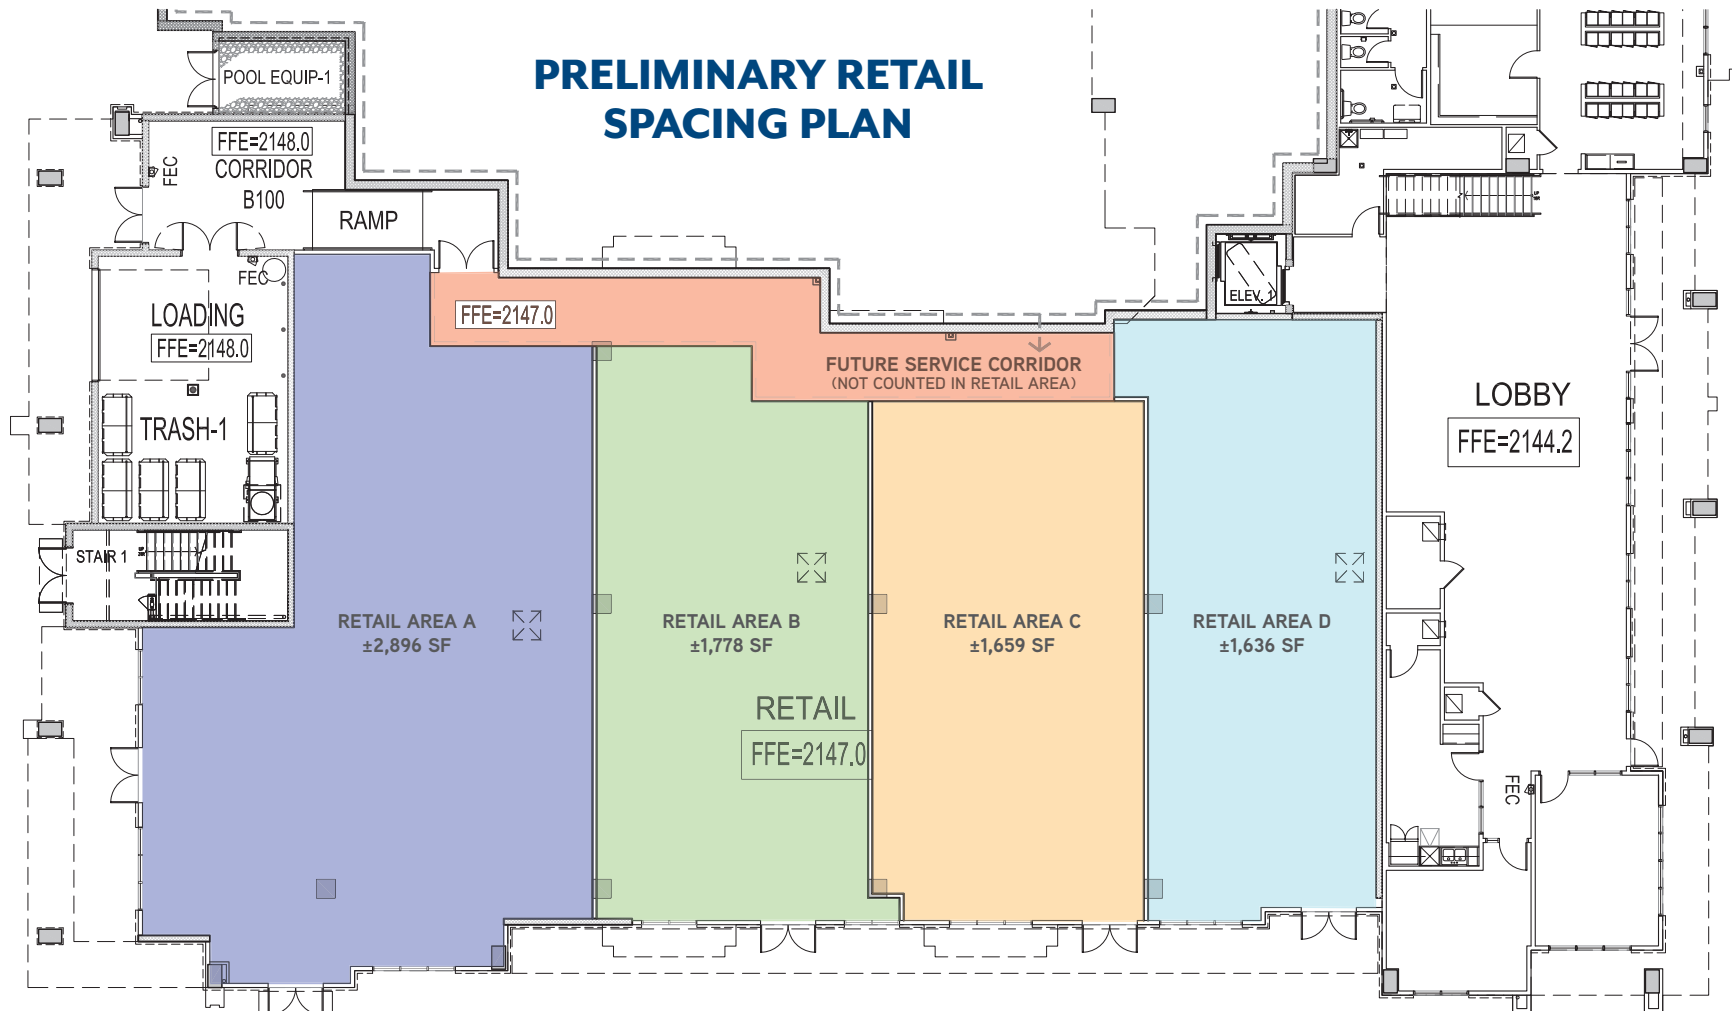 PRELIMINARY RETAIL
SPACING PLAN
POOL EQUIP-1
FFE=2148.0
CORRIDOR
B100
FEC
RAMP
FEC
LOADING
FFE=2148.0
TRASH-1
STAIR 1
FFE=2147.0
FUTURE SERVICE CORRIDOR
(NOT COUNTED IN RETAIL AREA)
ELEV. 1
LOBBY
FFE=2144.2
RETAIL AREA A
±2,896 SF
RETAIL AREA B
±1,778 SF
RETAIL AREA C
±1,659 SF
RETAIL AREA D
±1,636 SF
RETAIL
FFE=2147.0
FEC